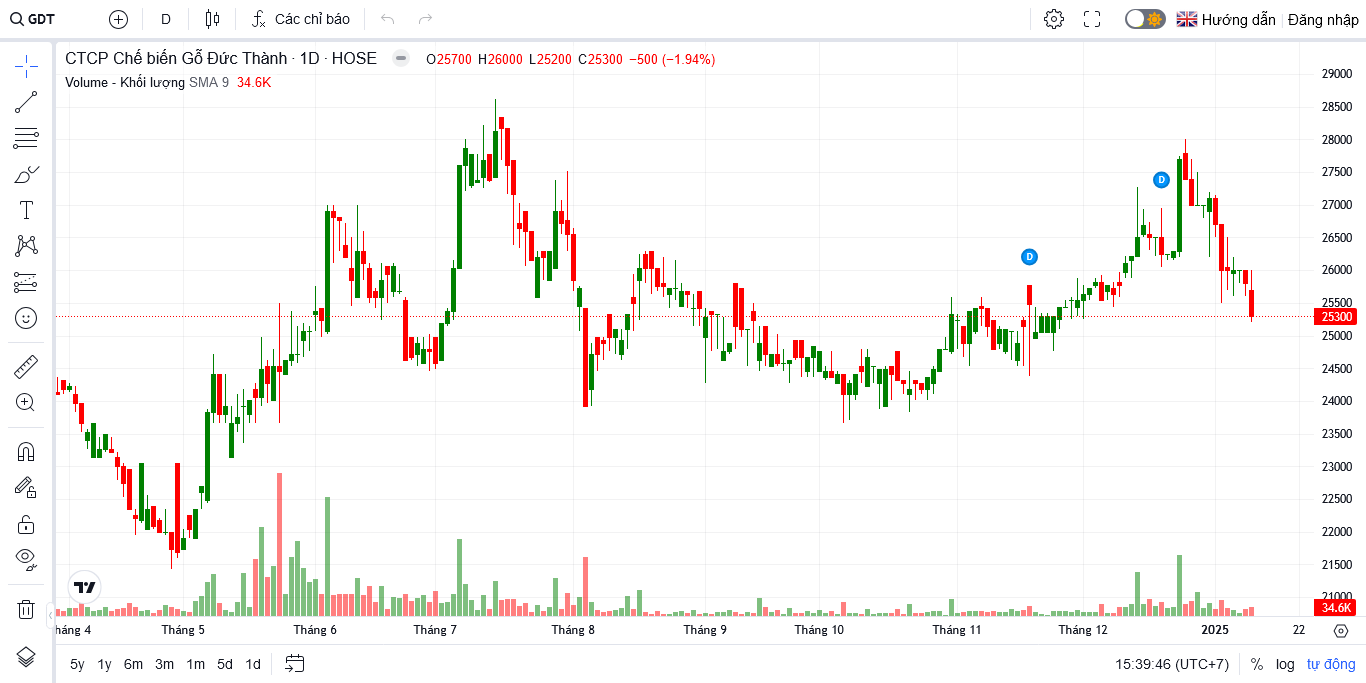 GDT D Các chỉ báo Hướng dẫn Đăng nhập
CTCP Chế biến Gỗ Đức Thành · 1D · HOSE O25700 H26000 L25200 C25300 −500 (−1.94%)
Volume - Khối lượng SMA 9 34.6K
29000
28500
28000
27500
27000
26500
26000
25500
25300
25000
24500
24000
23500
23000
22500
22000
21500
21000
34.6K
D
D
háng 4 Tháng 5 Tháng 6 Tháng 7 Tháng 8 Tháng 9 Tháng 10 Tháng 11 Tháng 12 2025 22
5y 1y 6m 3m 1m 5d 1d 15:39:46 (UTC+7) % log tự động